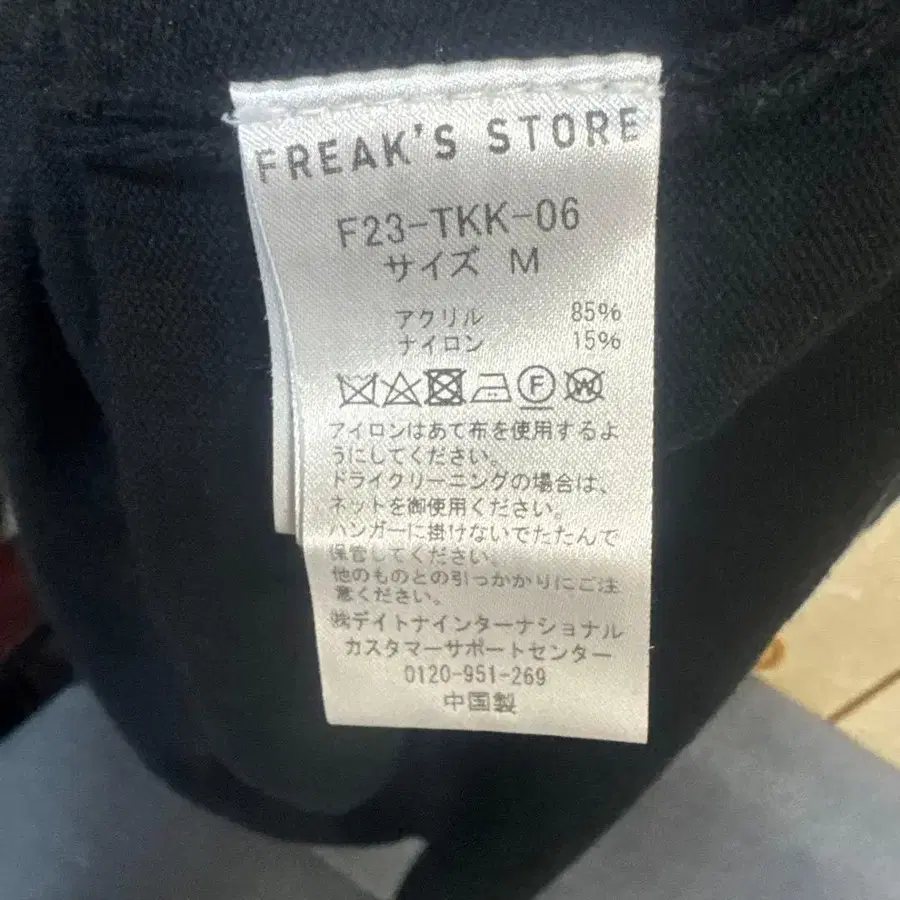 FREAK'S STORE
F23-TKK-06
サイズ M
アクリル 85%
ナイロン 15%
F W
アイロンはあて布を使用するよ
うにしてください。
ドライクリーニングの場合は、
ネットを御使用ください。
ハンガーに掛けないでたたんで
保管してください。
他のものとの引っかかりにご注
意ください。
㈱デイトナインターナショナル
カスタマーサポートセンター
0120-951-269
中国製